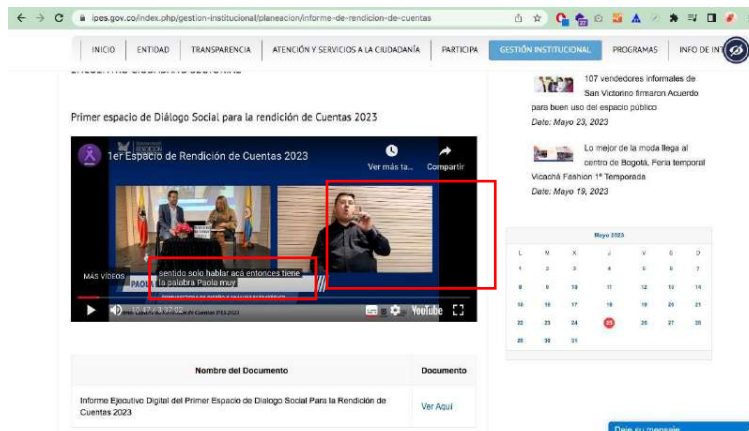 ipes.gov.co/index.php/gestion-institucional/planeacion/informe-de-rendicion-de-cuentas
INICIO ENTIDAD TRANSPARENCIA ATENCIÓN Y SERVICIOS A LA CIUDADANÍA PARTICIPA GESTIÓN INSTITUCIONAL PROGRAMAS INFO DE INT
Primer espacio de Diálogo Social para la rendición de Cuentas 2023
1er Espacio de Rendición de Cuentas 2023
Ver más ta... Compartir
MÁS VÍDEOS
sentido solo hablar acá entonces tiene
la palabra Paola muy
PAOLA
YouTube
Nombre del Documento Documento
Informe Ejecutivo Digital del Primer Espacio de Dialogo Social Para la Rendición de
Cuentas 2023
Ver Aquí
107 vendedores informales de
San Victorino firmaron Acuerdo
para buen uso del espacio público
Date: Mayo 23, 2023
Lo mejor de la moda llega al
centro de Bogotá, Feria temporal
Vicachá Fashion 1ª Temporada
Date: Mayo 19, 2023
Mayo 2023
L M X J V S D
1 2 3 4 5 6 7
8 9 10 11 12 13 14
15 16 17 18 19 20 21
22 23 24 25 26 27 28
29 30 31
Deje su mensaje